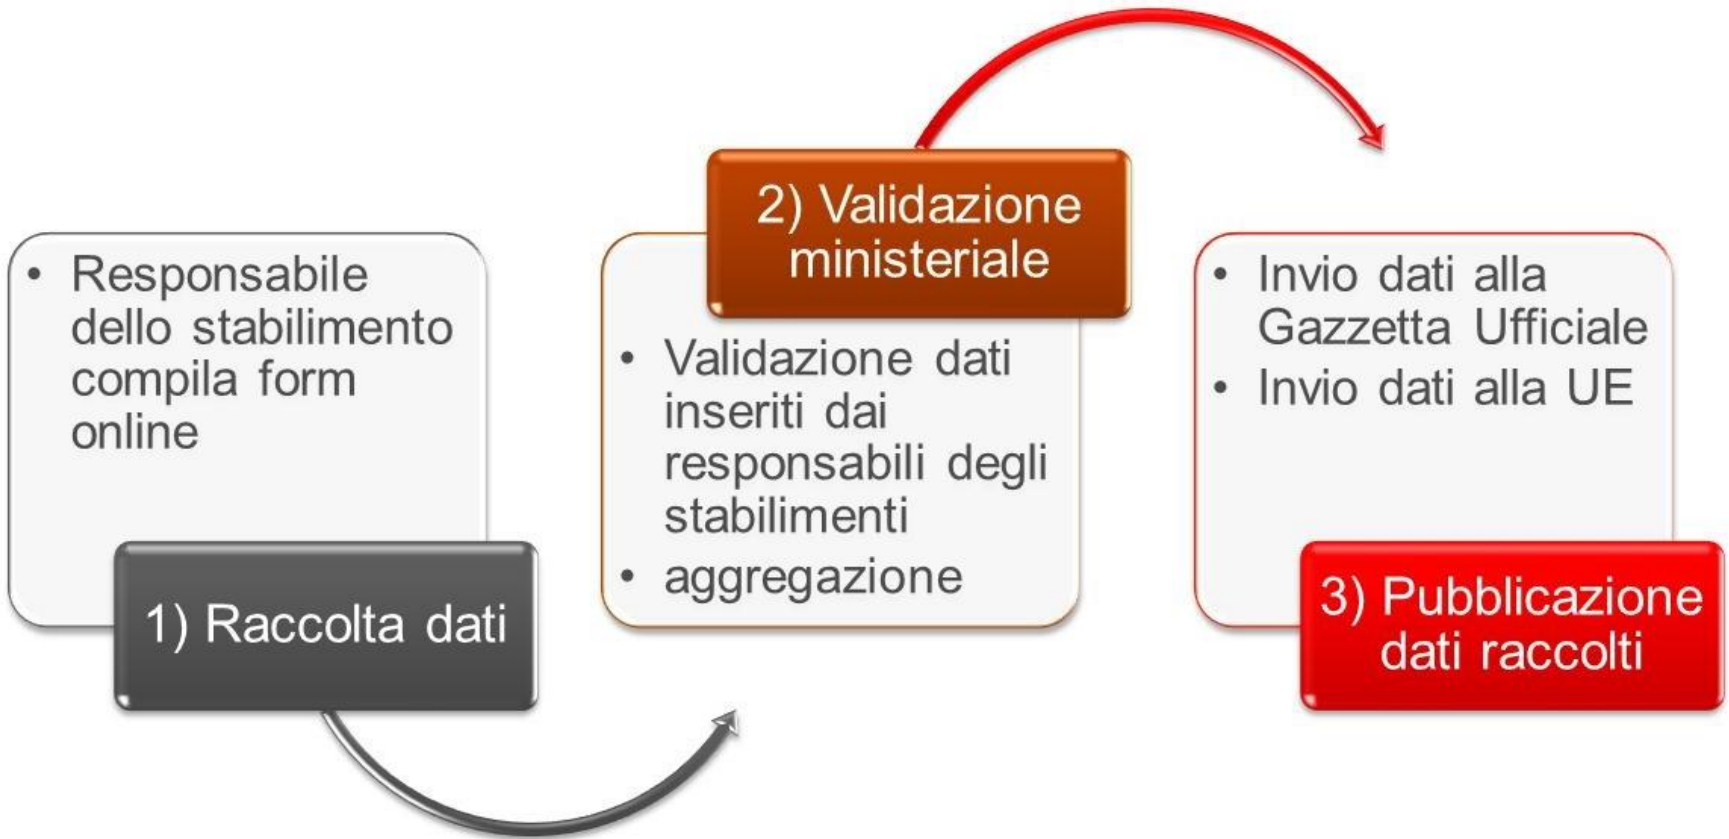 • Responsabile
dello stabilimento
compila form
online
1) Raccolta dati
2) Validazione
ministeriale
• Validazione dati
inseriti dai
responsabili degli
stabilimenti
• aggregazione
• Invio dati alla
Gazzetta Ufficiale
• Invio dati alla UE
3) Pubblicazione
dati raccolti